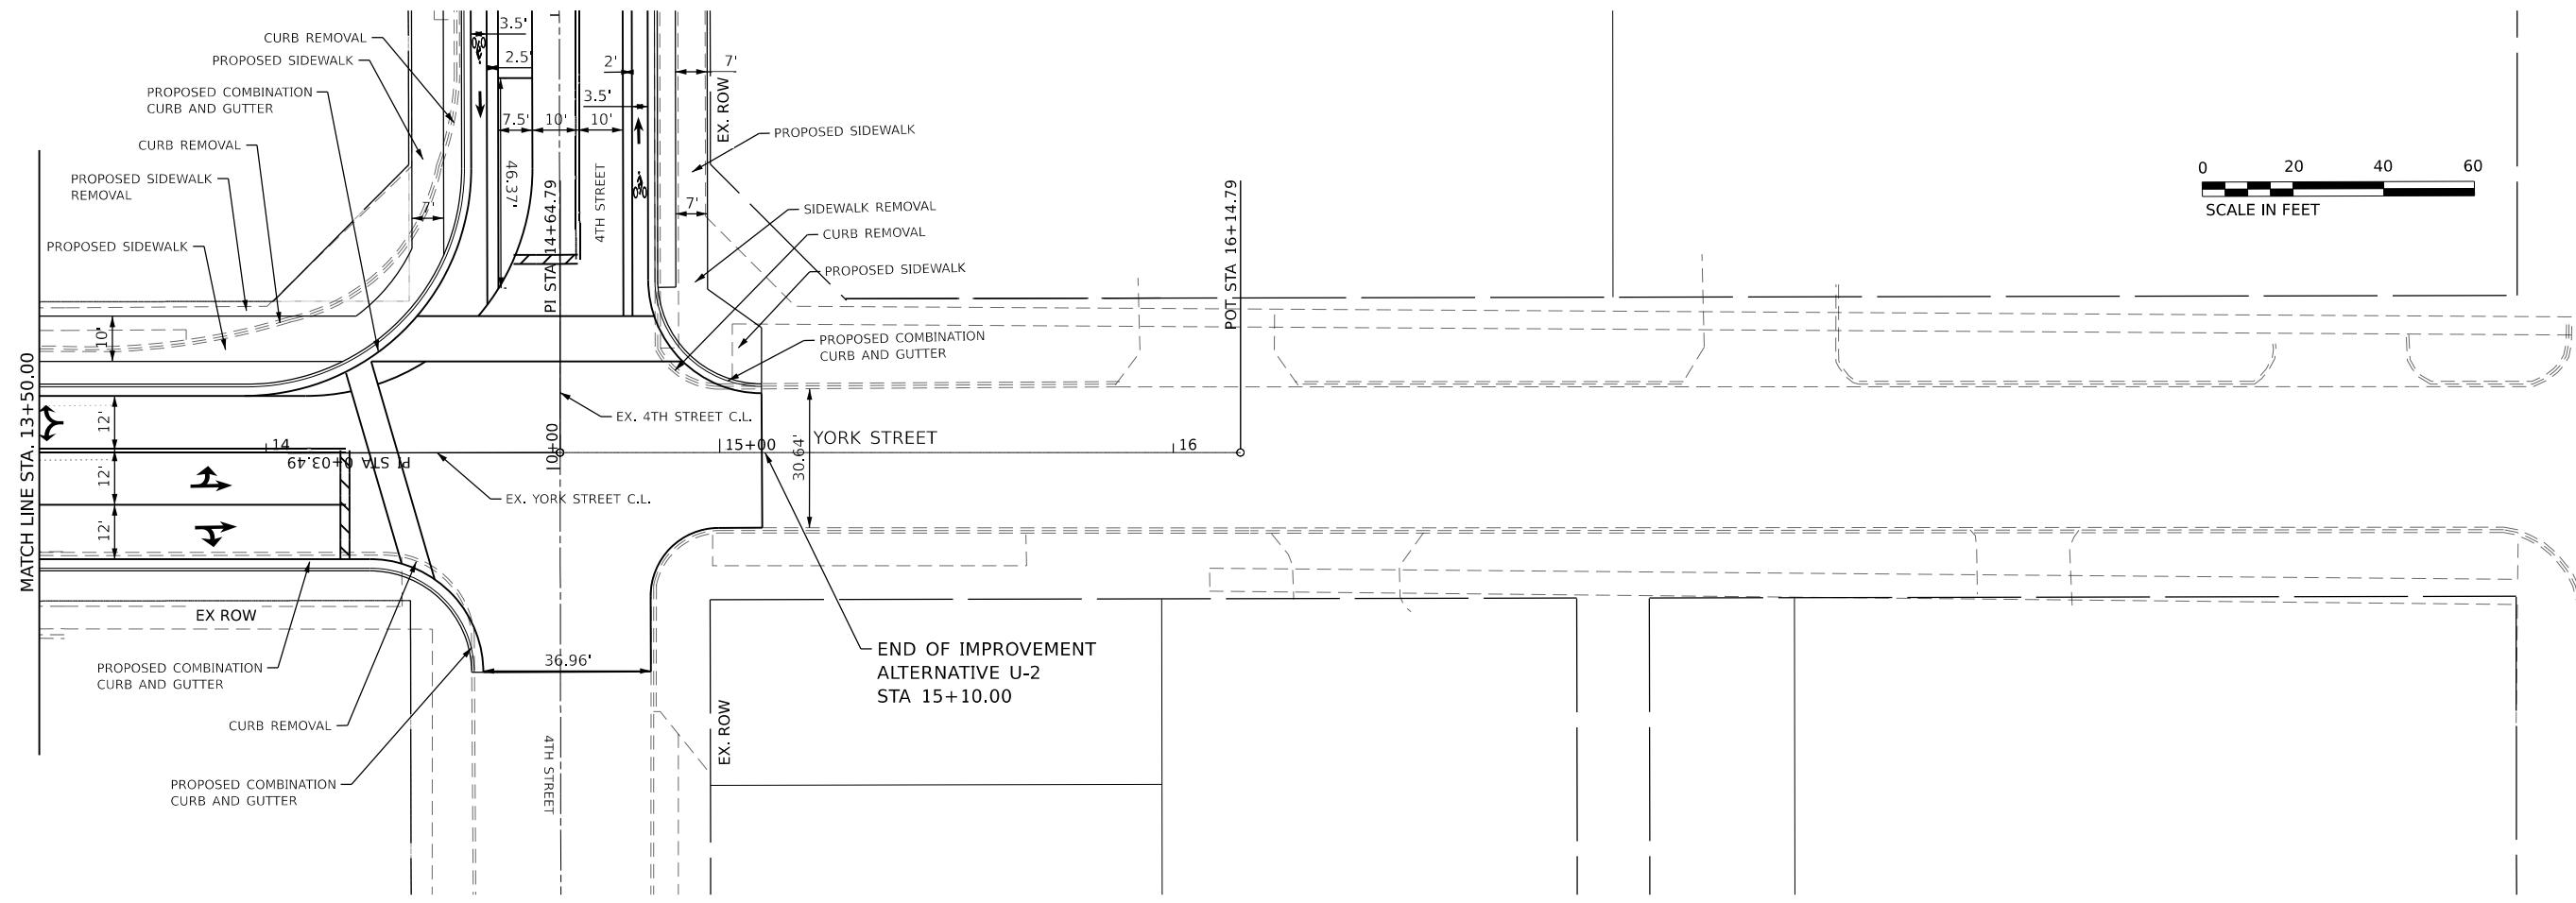 CURB REMOVAL
PROPOSED SIDEWALK
PROPOSED COMBINATION
CURB AND GUTTER
CURB REMOVAL
PROPOSED SIDEWALK
REMOVAL
PROPOSED SIDEWALK
3.5'
2.5'
2'
7'
3.5'
7.5'
10'
10'
46.37'
7'
7'
PI STA 14+64.79
4TH STREET
EX. ROW
PROPOSED SIDEWALK
SIDEWALK REMOVAL
CURB REMOVAL
PROPOSED SIDEWALK
PROPOSED COMBINATION
CURB AND GUTTER
POT STA 16+14.79
0
20
40
60
SCALE IN FEET
MATCH LINE STA. 13+50.00
10'
12'
12'
12'
14
PI STA 0+03.49
0+00
15+00
YORK STREET
16
EX. 4TH STREET C.L.
EX. YORK STREET C.L.
30.64'
EX ROW
PROPOSED COMBINATION
CURB AND GUTTER
CURB REMOVAL
PROPOSED COMBINATION
CURB AND GUTTER
36.96'
4TH STREET
EX. ROW
END OF IMPROVEMENT
ALTERNATIVE U-2
STA 15+10.00